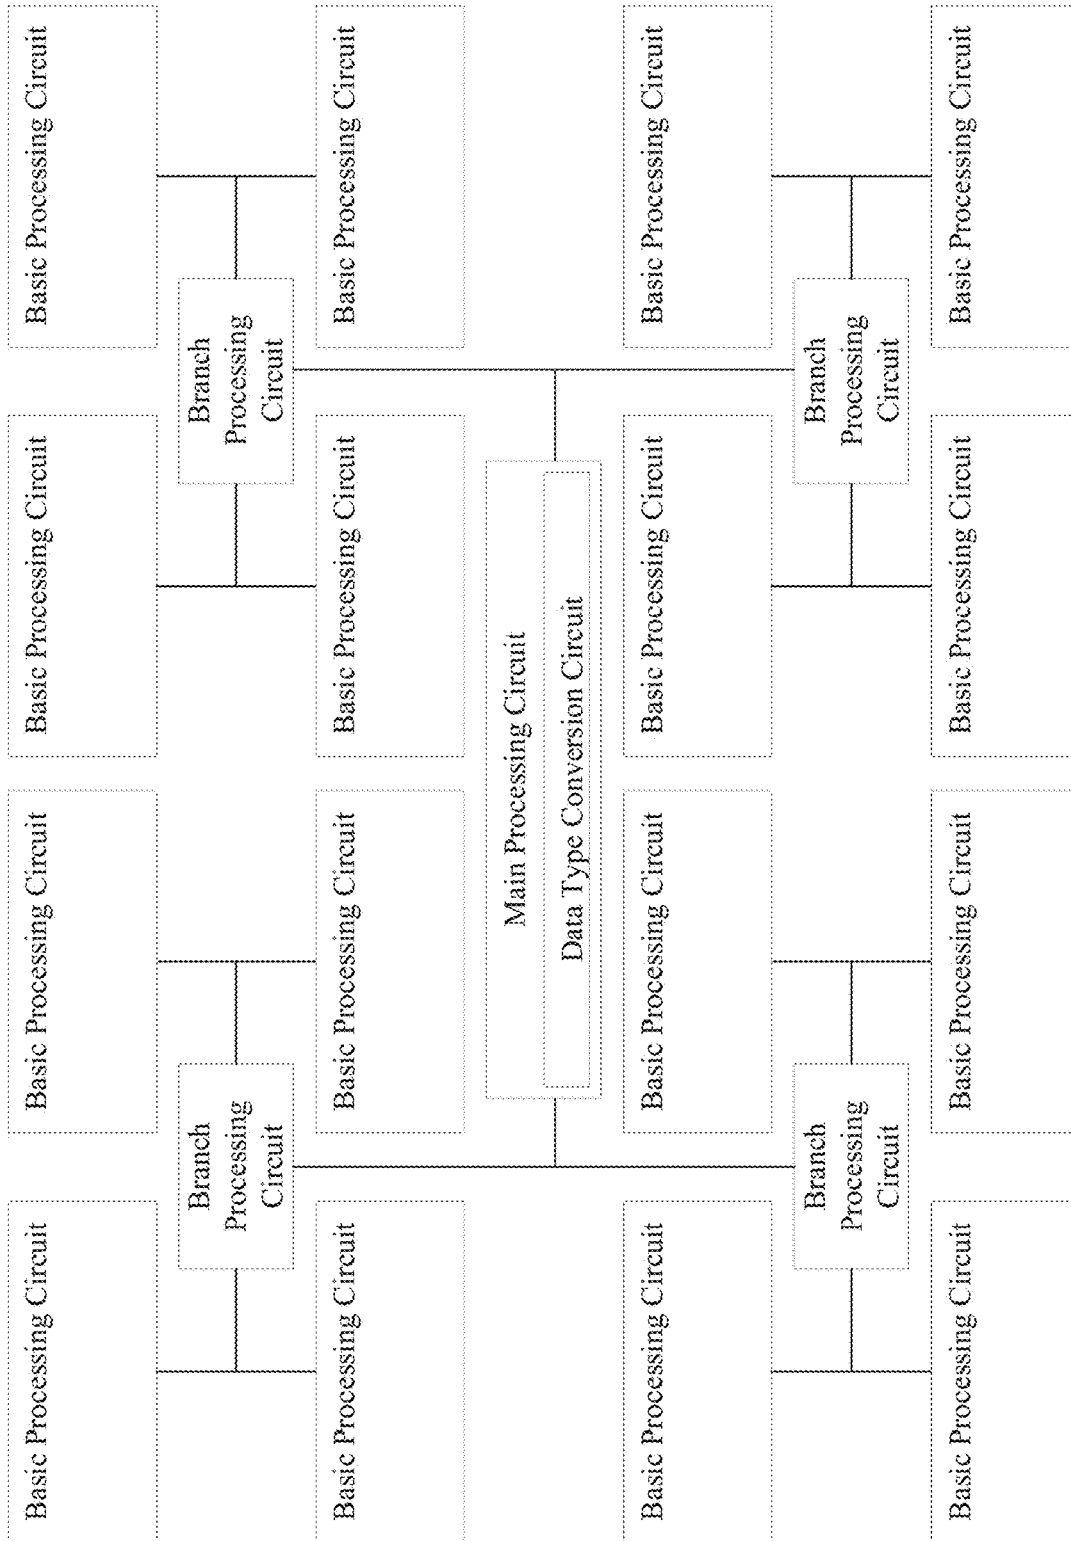 Basic Processing Circuit
Basic Processing Circuit
Basic Processing Circuit
Basic Processing Circuit
Branch
Processing
Circuit
Branch
Processing
Circuit
Basic Processing Circuit
Basic Processing Circuit
Basic Processing Circuit
Basic Processing Circuit
Main Processing Circuit
Data Type Conversion Circuit
Basic Processing Circuit
Basic Processing Circuit
Basic Processing Circuit
Basic Processing Circuit
Branch
Processing
Circuit
Branch
Processing
Circuit
Basic Processing Circuit
Basic Processing Circuit
Basic Processing Circuit
Basic Processing Circuit